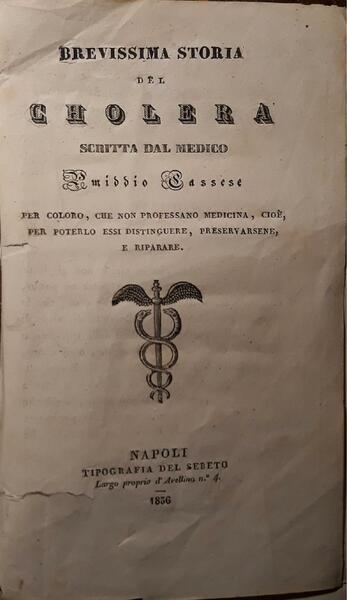 BREVISSIMA STORIA
DEL
CHOLERA
SCRITTA DAL MEDICO
Emiddio Cassese
PER COLORO, CHE NON PROFESSANO MEDICINA, CIOÈ,
PER POTERLO ESSI DISTINGUERE, PRESERVARSENE,
E RIPARARE.
NAPOLI
TIPOGRAFIA DEL SEBETO
Largo proprio d'Avellino n.° 4.
1836